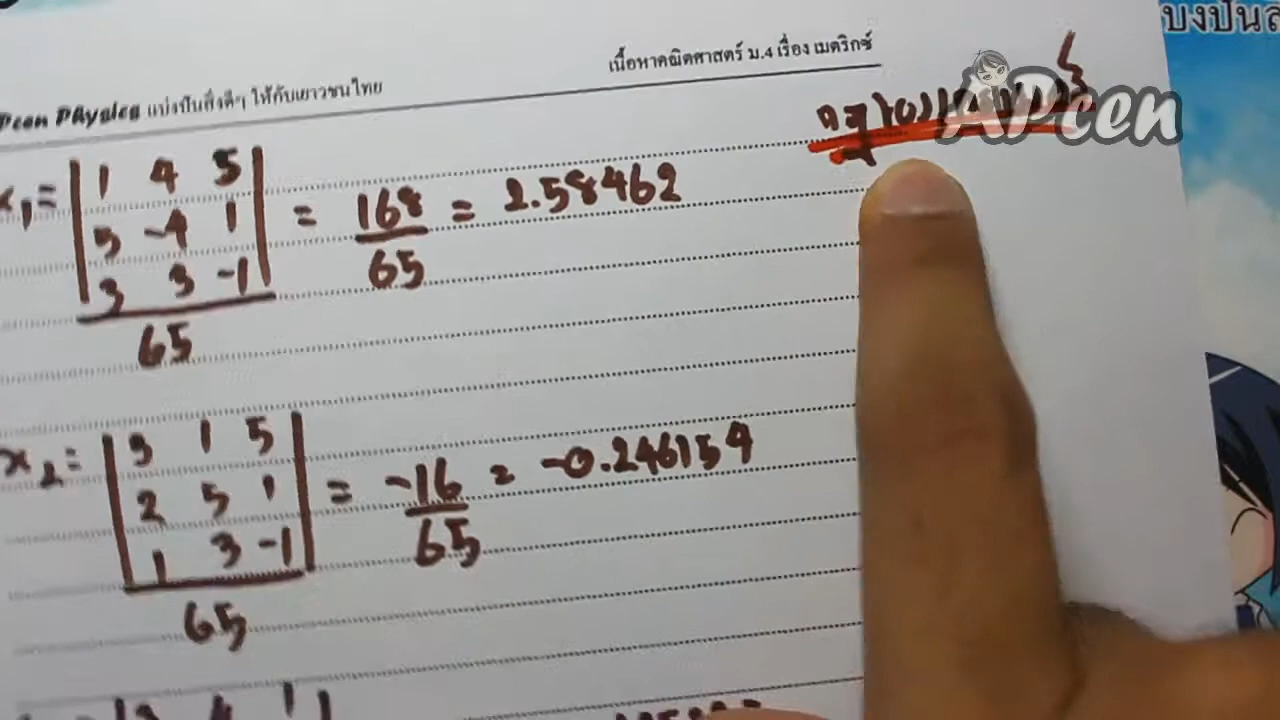 Pcen PHysics แบ่งปันสิ่งดีๆ ให้กับเยาวชนไทย
เนื้อหาคณิตศาสตร์ ม.4 เรื่อง เมตริกซ์
APcen
x₁ = | 1 4 5 | = 168/65 = 2.58462
5 -4 1
3 3 -1
65
x₂ = | 3 1 5 | = -16/65 = -0.246154
2 5 1
1 3 -1
65